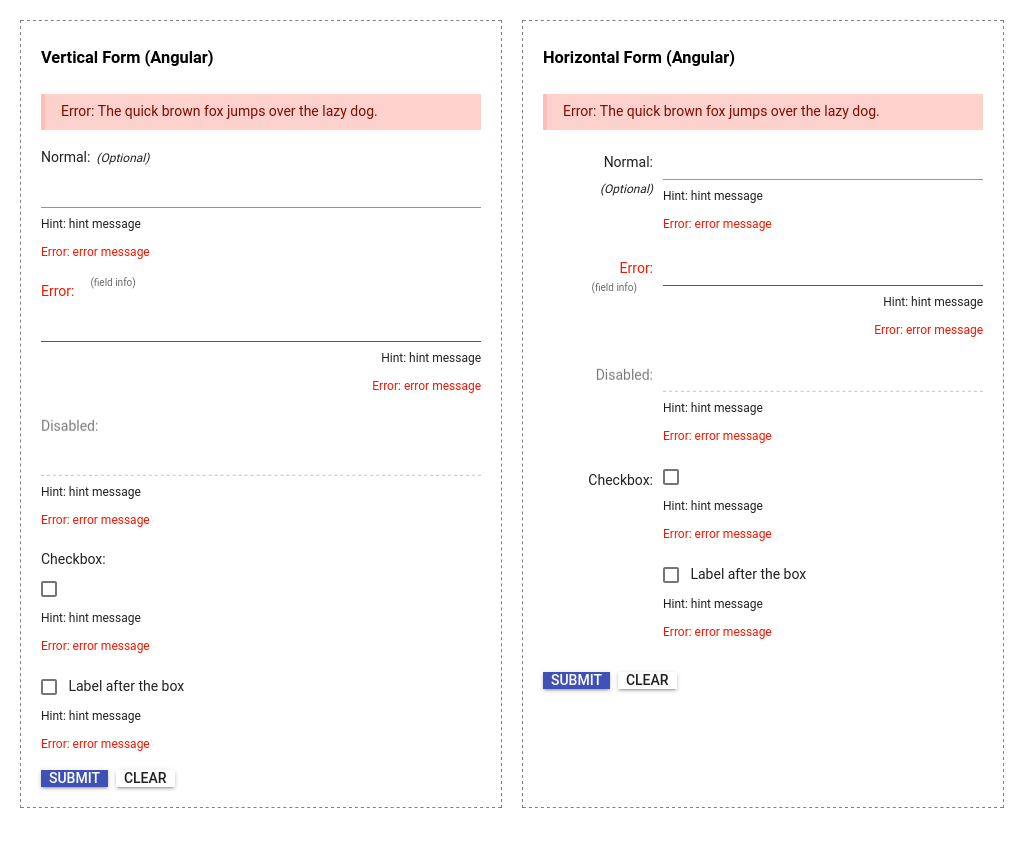 Vertical Form (Angular)
Error: The quick brown fox jumps over the lazy dog.
Normal: (Optional)
Hint: hint message
Error: error message
Error: (field info)
Hint: hint message
Error: error message
Disabled:
Hint: hint message
Error: error message
Checkbox:
Hint: hint message
Error: error message
Label after the box
Hint: hint message
Error: error message
SUBMIT CLEAR
Horizontal Form (Angular)
Error: The quick brown fox jumps over the lazy dog.
Normal:
(Optional)
Hint: hint message
Error: error message
Error:
(field info)
Hint: hint message
Error: error message
Disabled:
Hint: hint message
Error: error message
Checkbox:
Hint: hint message
Error: error message
Label after the box
Hint: hint message
Error: error message
SUBMIT CLEAR